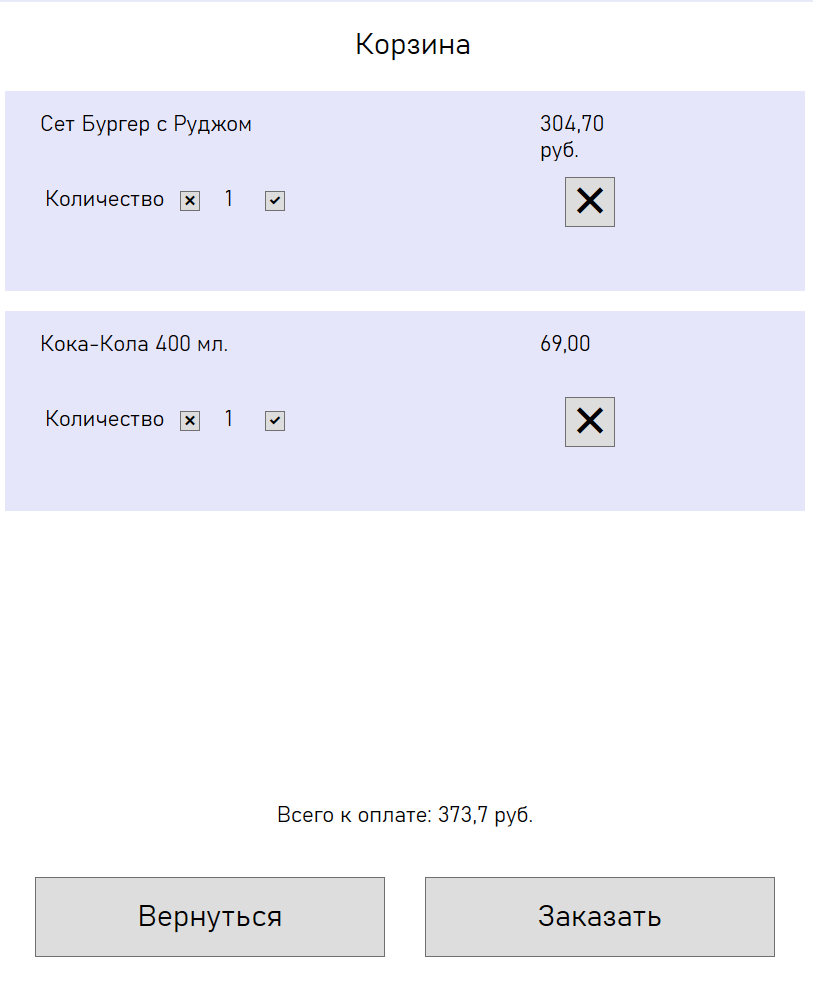 Корзина
Сет Бургер с Руджом
304,70
руб.
Количество 1
Кока-Кола 400 мл.
69,00
Количество 1
Всего к оплате: 373,7 руб.
Вернуться
Заказать